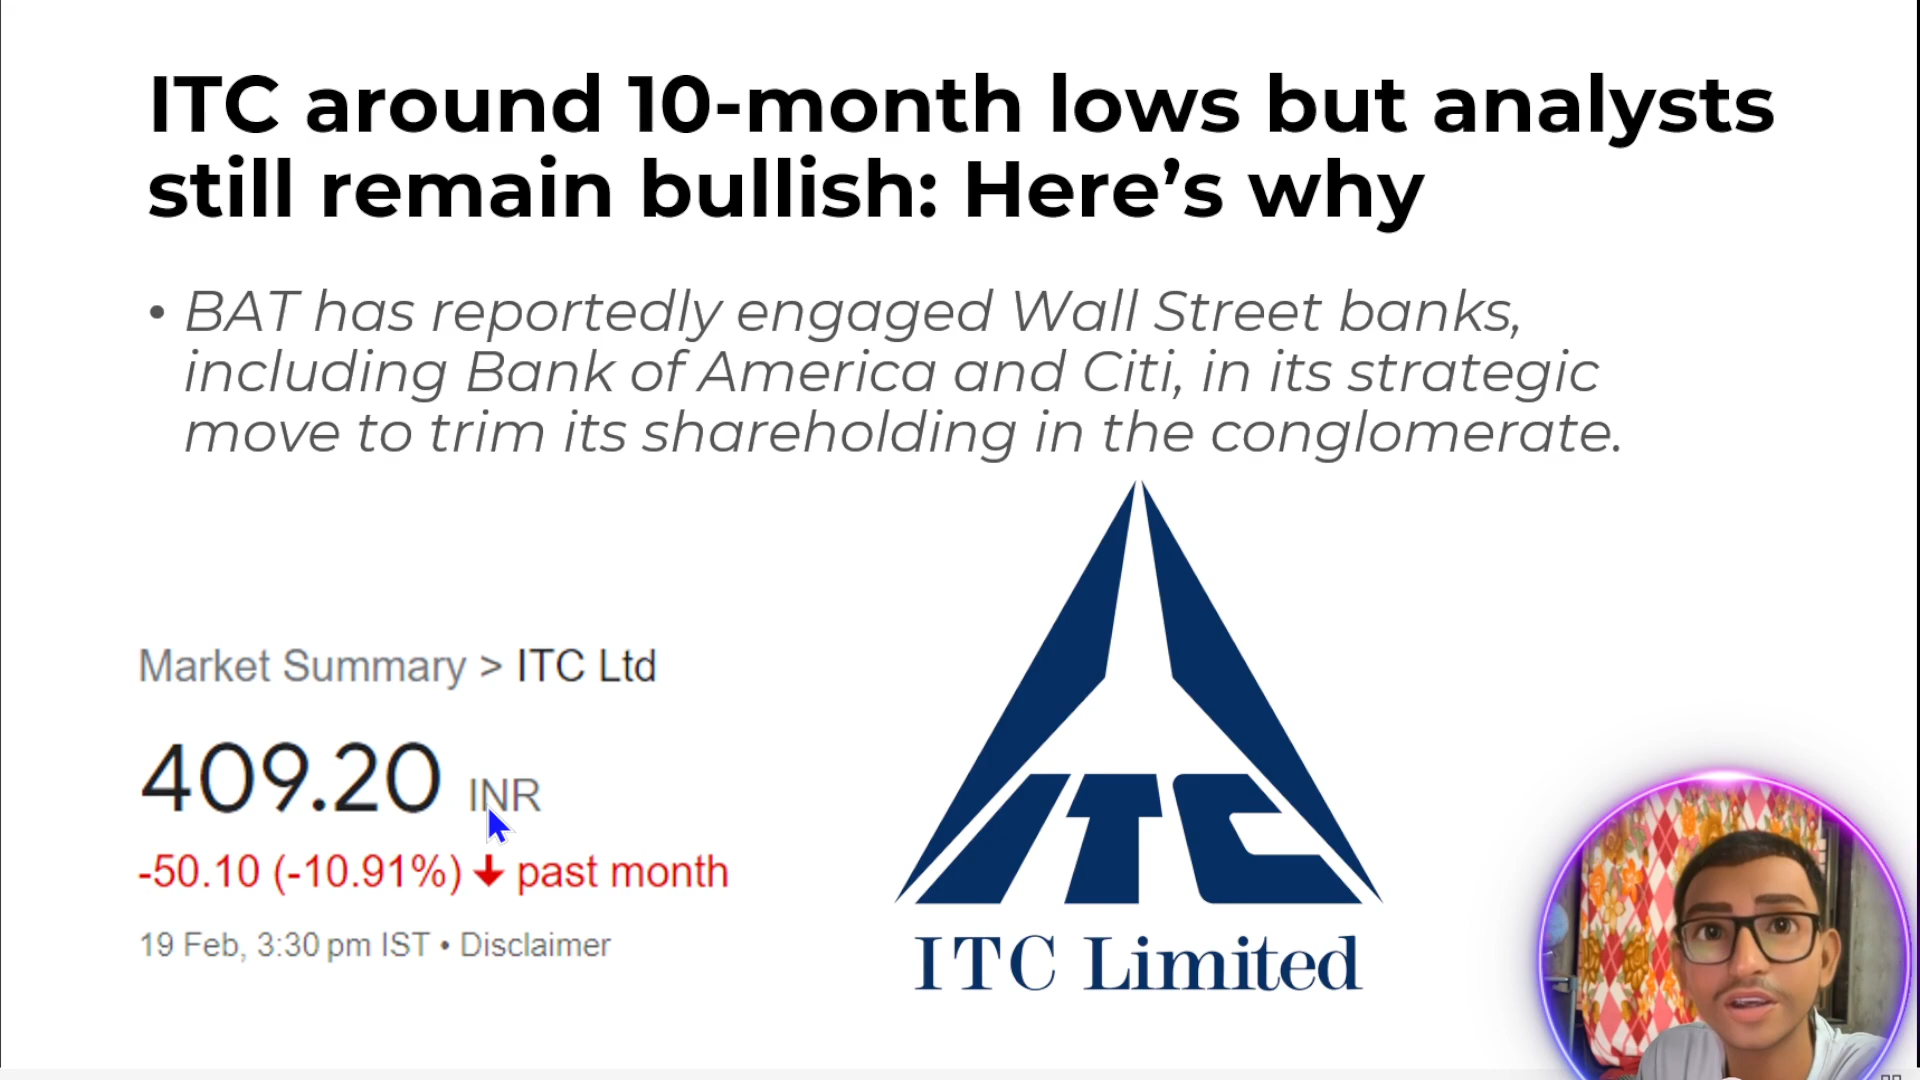 ITC around 10-month lows but analysts
still remain bullish: Here’s why
• BAT has reportedly engaged Wall Street banks,
including Bank of America and Citi, in its strategic
move to trim its shareholding in the conglomerate.
Market Summary > ITC Ltd
409.20 INR
-50.10 (-10.91%) ↓ past month
19 Feb, 3:30 pm IST • Disclaimer
ITC
ITC Limited